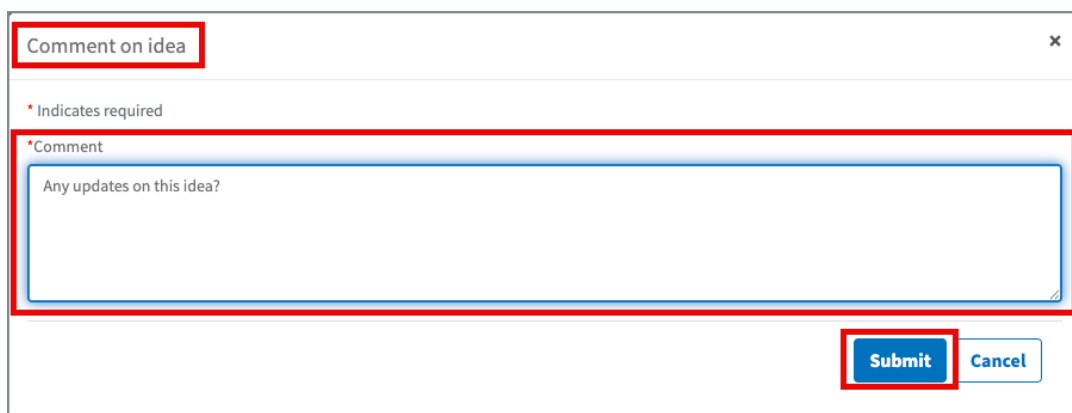 Comment on idea
×
* Indicates required
*Comment
Any updates on this idea?
Submit Cancel